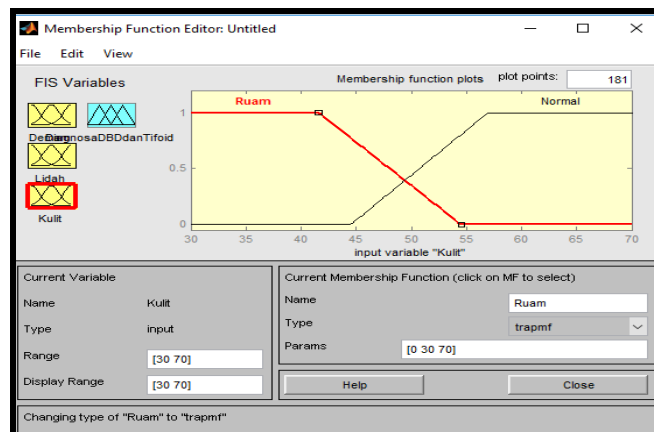 Membership Function Editor: Untitled
File Edit View
FIS Variables
Membership function plots plot points: 181
Ruam Normal
1
DemamDiagnosaDBDdanTifoid
0.5
Lidah
0
Kulit
30 35 40 45 50 55 60 65 70
input variable "Kulit"
Current Variable
Current Membership Function (click on MF to select)
Name Kulit
Name Ruam
Type input
Type trapmf
Params [0 30 70]
Range [30 70]
Display Range [30 70]
Help Close
Changing type of "Ruam" to "trapmf"